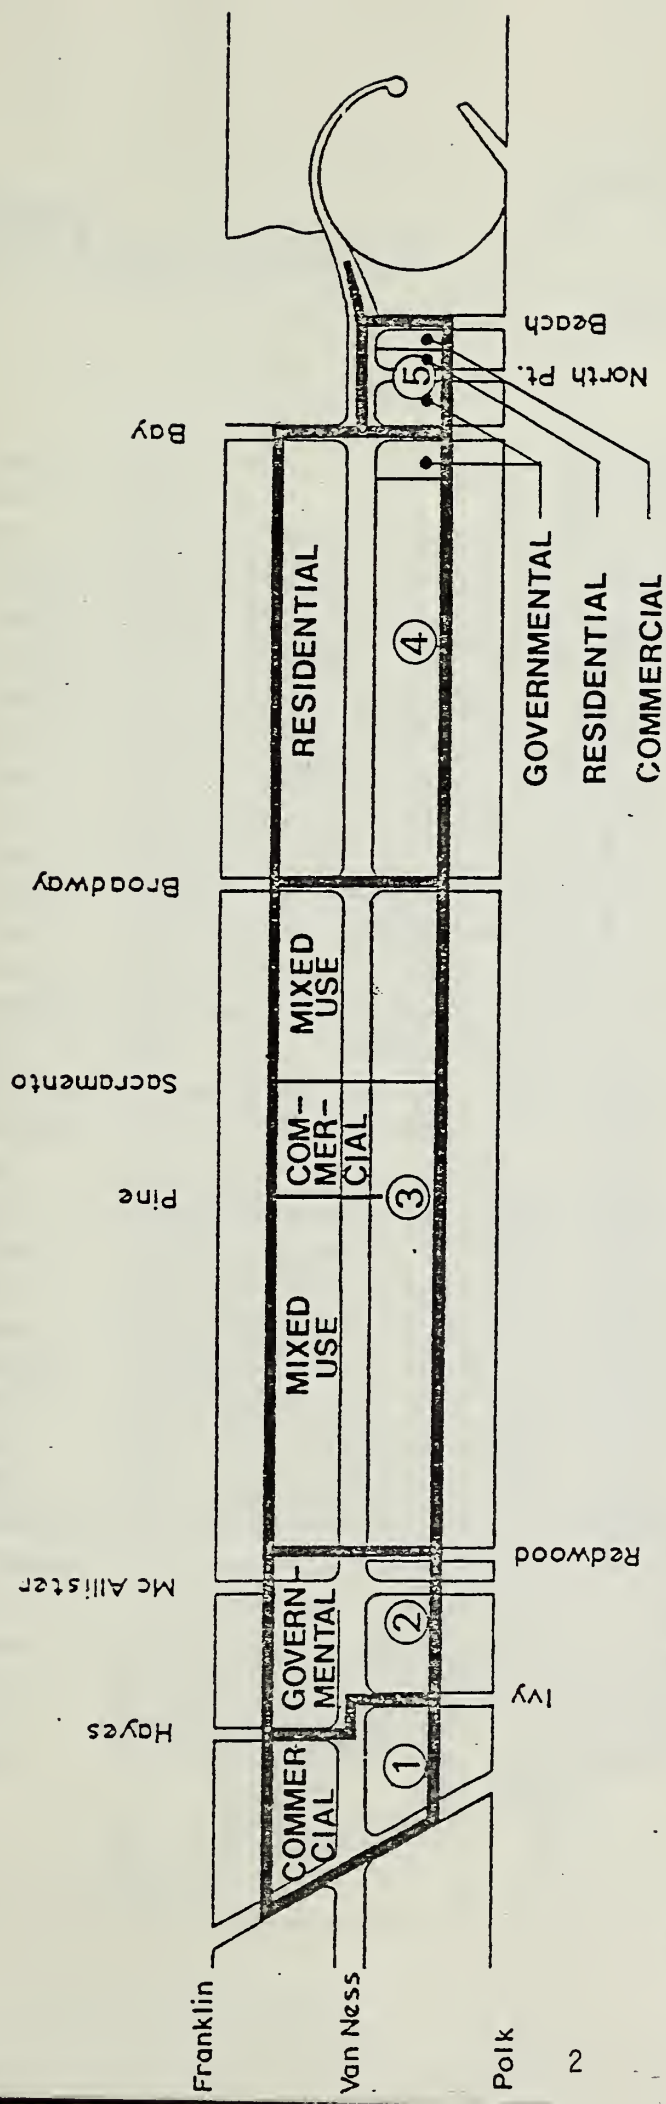 Franklin
Van Ness
Polk
Hayes
Mc Allister
Pine
Sacramento
Broadway
Bay
Ivy
Redwood
North Pt.
Beach
COMMER-
CIAL
GOVERN-
MENTAL
MIXED
USE
COM-
MER-
CIAL
MIXED
USE
RESIDENTIAL
1
2
3
4
5
GOVERNMENTAL
RESIDENTIAL
COMMERCIAL
2